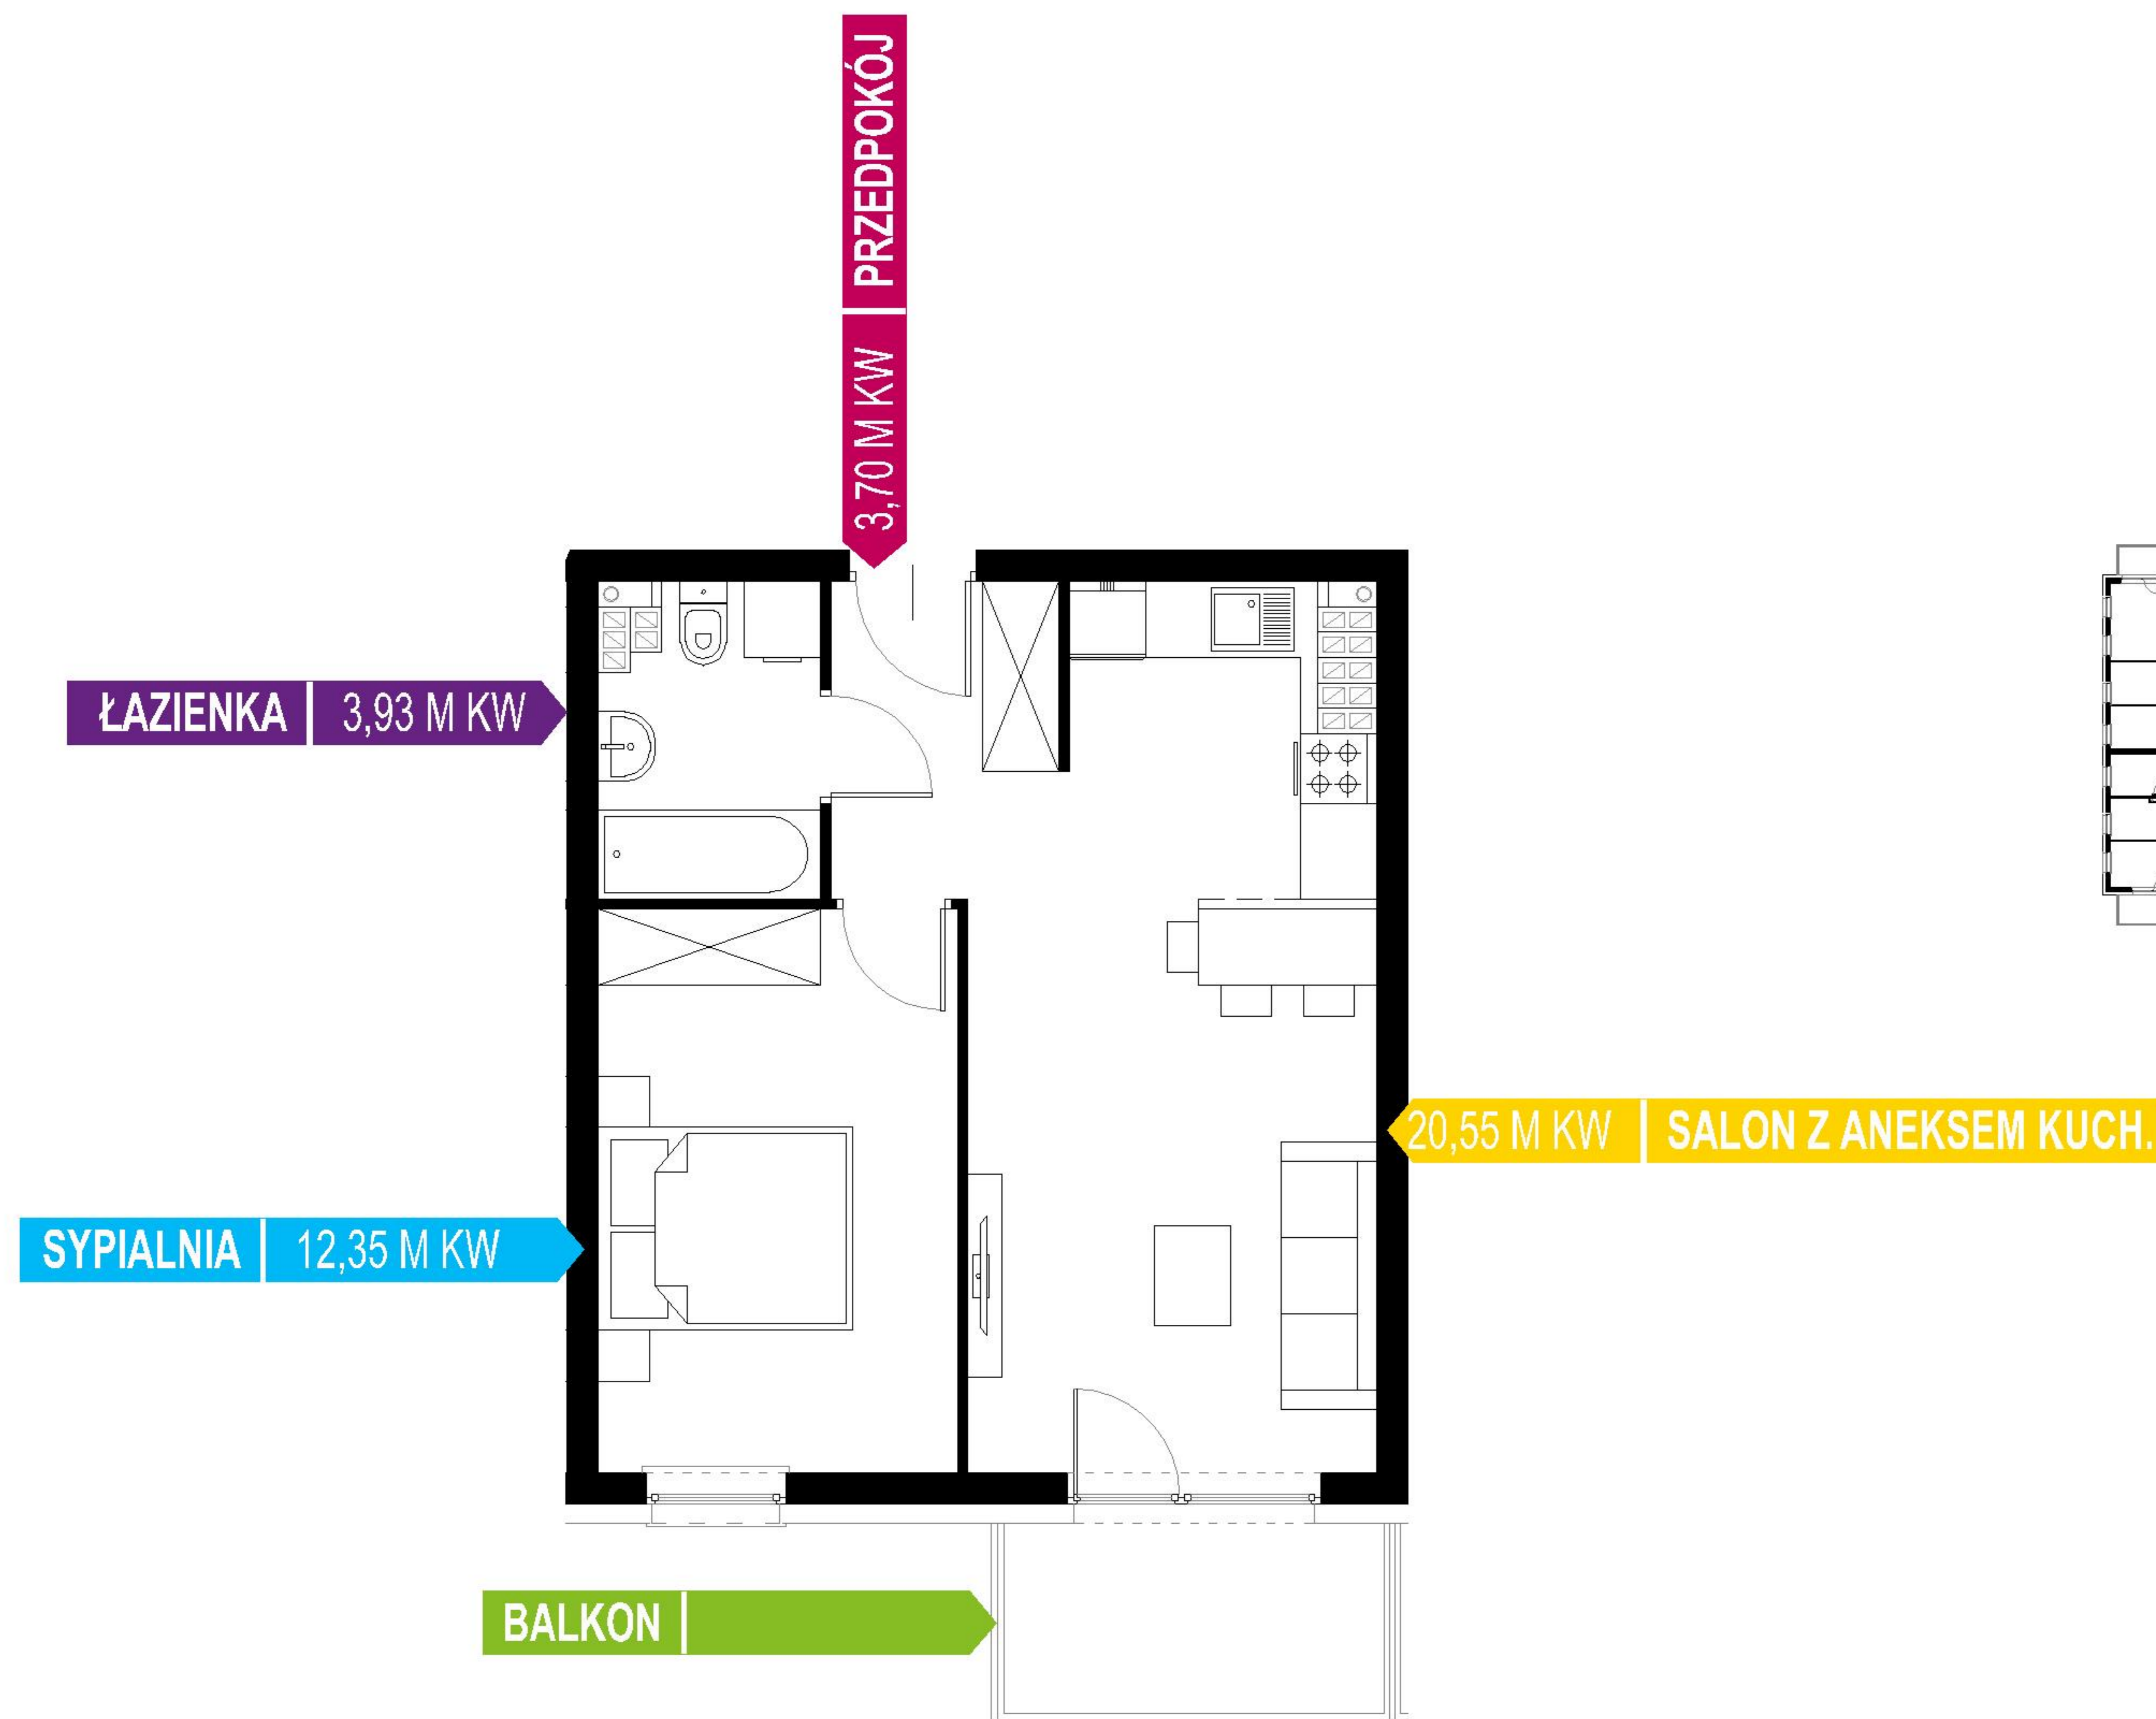 3,70 M KW | PRZEDPOKÓJ
ŁAZIENKA | 3,93 M KW
20,55 M KW | SALON Z ANEKSEM KUCH.
SYPIALNIA | 12,35 M KW
BALKON |